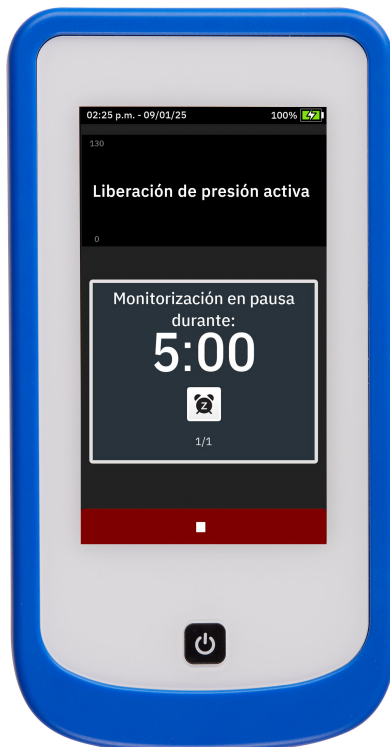 02:25 p.m. - 09/01/25 100%
130
Liberación de presión activa
0
Monitorización en pausa
durante:
5:00
Z
1/1